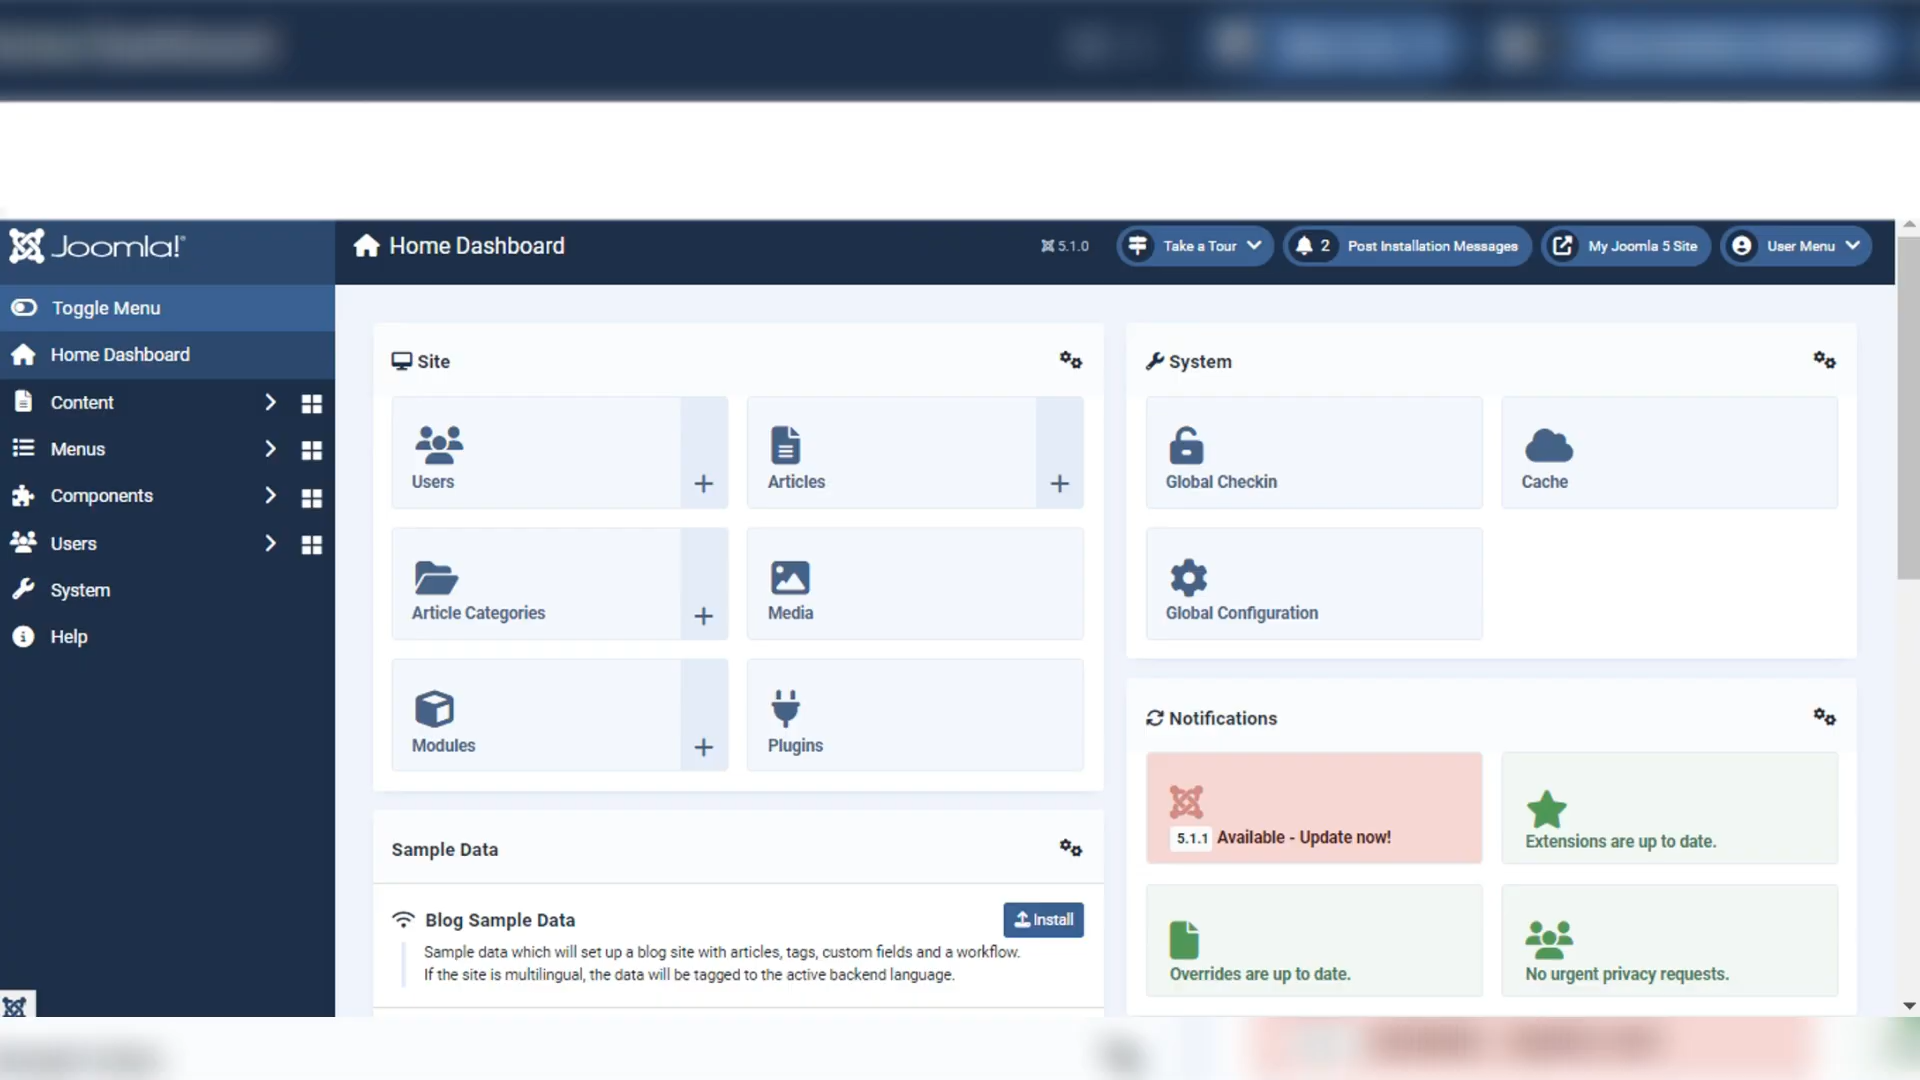 Joomla!®
Home Dashboard
5.1.0
Take a Tour
2 Post Installation Messages
My Joomla 5 Site
User Menu
Toggle Menu
Home Dashboard
Content
Menus
Components
Users
System
Help
Site
Users
Articles
Article Categories
Media
Modules
Plugins
Sample Data
Blog Sample Data
Install
Sample data which will set up a blog site with articles, tags, custom fields and a workflow.
If the site is multilingual, the data will be tagged to the active backend language.
System
Global Checkin
Cache
Global Configuration
Notifications
5.1.1 Available - Update now!
Extensions are up to date.
Overrides are up to date.
No urgent privacy requests.